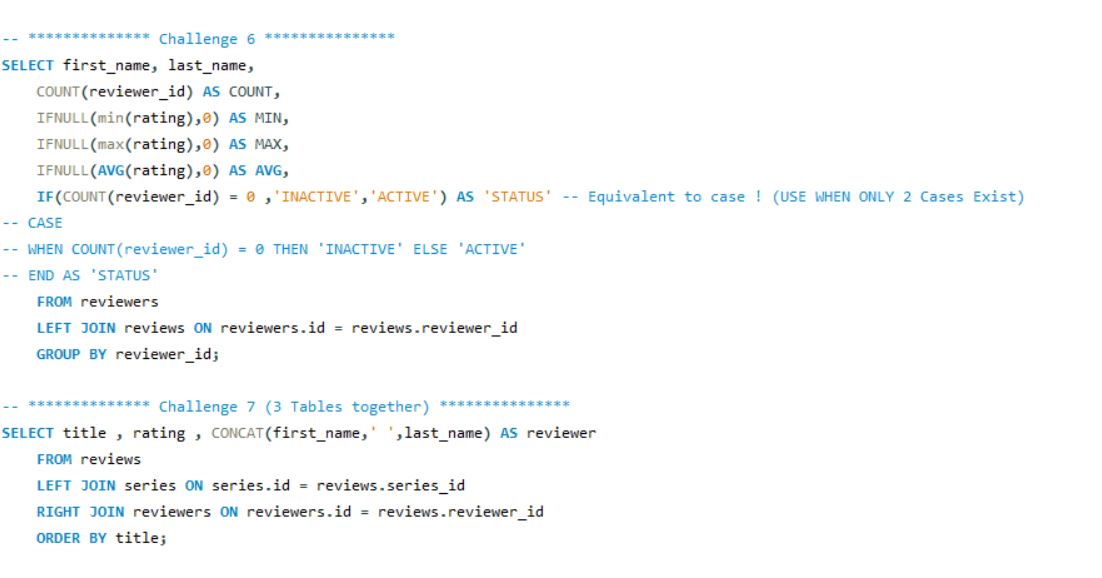 -- ************** Challenge 6 ***************
SELECT first_name, last_name,
    COUNT(reviewer_id) AS COUNT,
    IFNULL(min(rating),0) AS MIN,
    IFNULL(max(rating),0) AS MAX,
    IFNULL(AVG(rating),0) AS AVG,
    IF(COUNT(reviewer_id) = 0 ,'INACTIVE','ACTIVE') AS 'STATUS' -- Equivalent to case ! (USE WHEN ONLY 2 Cases Exist)
-- CASE
-- WHEN COUNT(reviewer_id) = 0 THEN 'INACTIVE' ELSE 'ACTIVE'
-- END AS 'STATUS'
    FROM reviewers
    LEFT JOIN reviews ON reviewers.id = reviews.reviewer_id
    GROUP BY reviewer_id;
-- ************** Challenge 7 (3 Tables together) ***************
SELECT title , rating , CONCAT(first_name,' ',last_name) AS reviewer
    FROM reviews
    LEFT JOIN series ON series.id = reviews.series_id
    RIGHT JOIN reviewers ON reviewers.id = reviews.reviewer_id
    ORDER BY title;